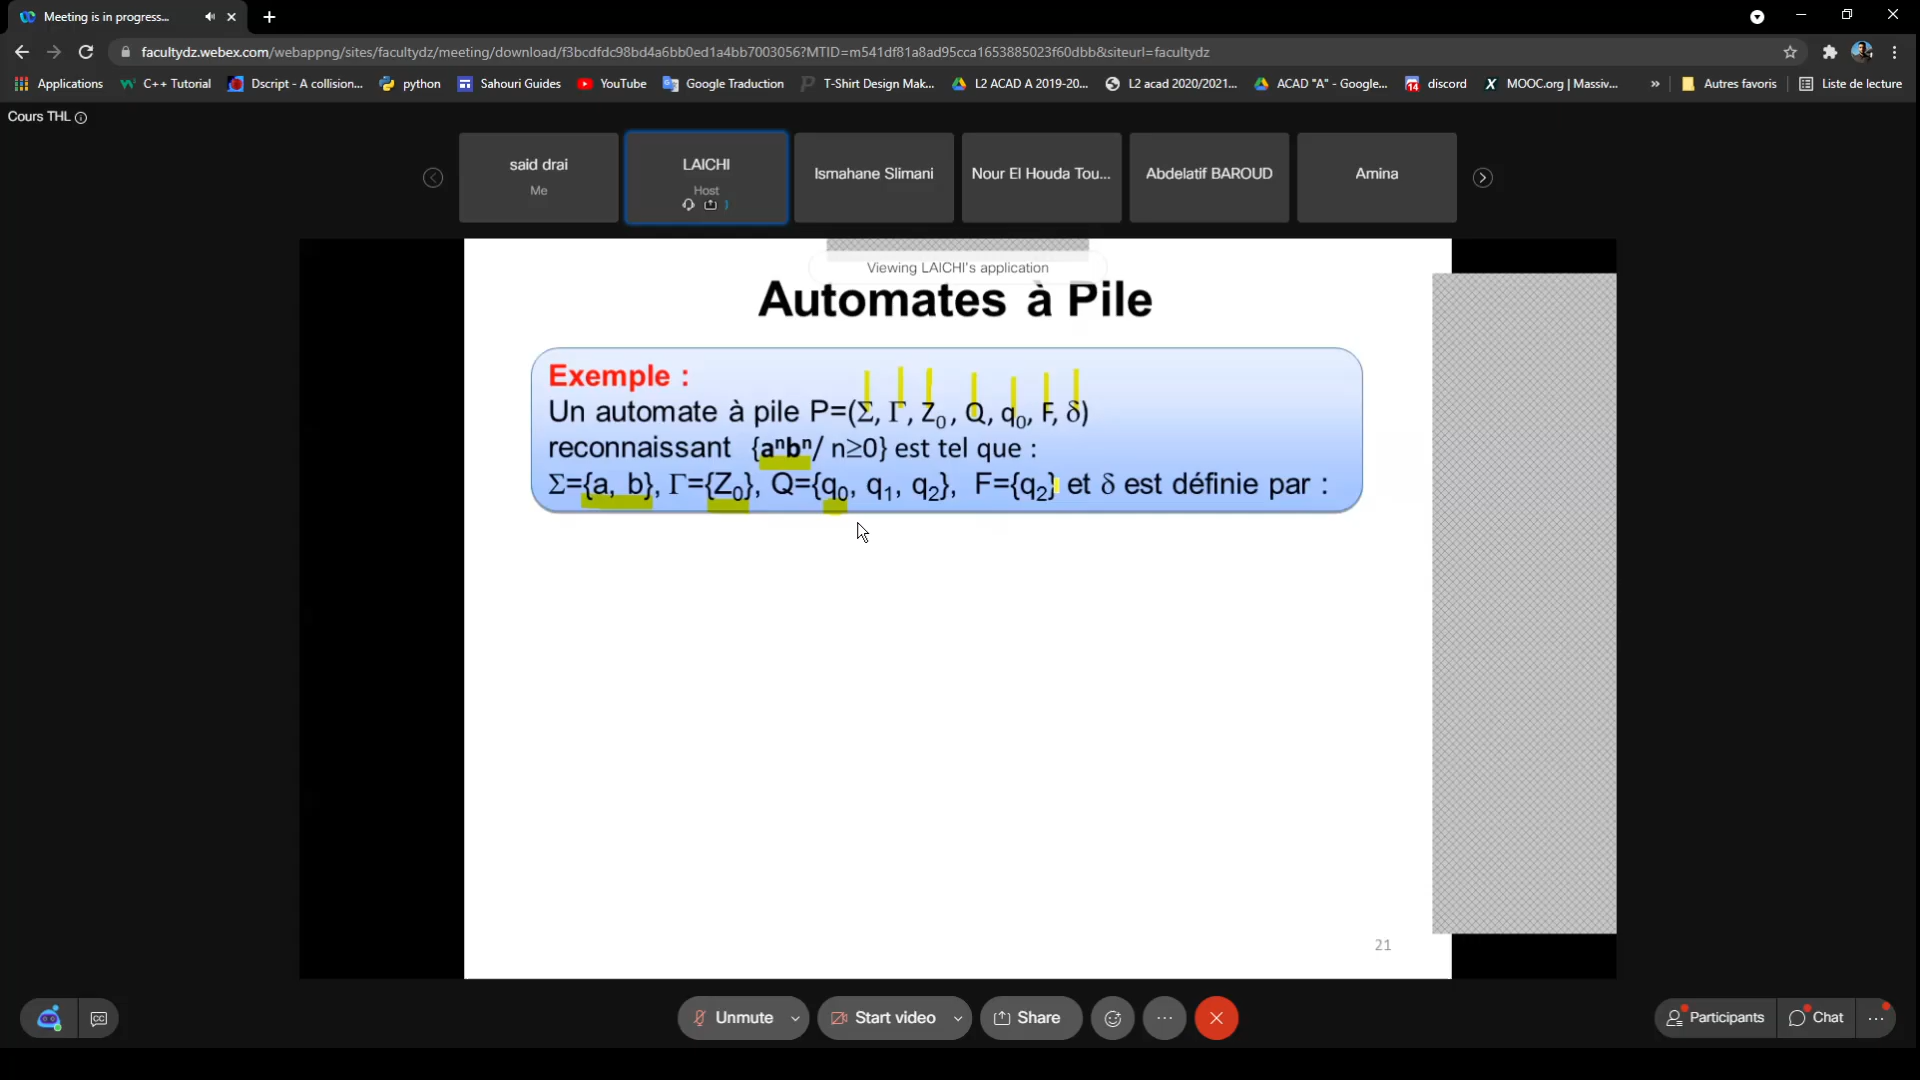 Meeting is in progress...
facultydz.webex.com/webappng/sites/facultydz/meeting/download/f3bcdfdc98bd4a6bb0ed1a4bb7003056?MTID=m541df81a8ad95cca1653885023f60dbb&siteurl=facultydz
Applications C++ Tutorial Dscript - A collision... python Sahouri Guides YouTube Google Traduction T-Shirt Design Mak... L2 ACAD A 2019-20... L2 acad 2020/2021... ACAD "A" - Google... 14 discord X MOOC.org | Massiv... » Autres favoris Liste de lecture
Cours THL
said drai
Me
LAICHI
Host
Ismahane Slimani
Nour El Houda Tou...
Abdelatif BAROUD
Amina
Viewing LAICHI's application
Automates à Pile
Exemple :
Un automate à pile P=(Σ, Γ, Z₀, Q, q₀, F, δ)
reconnaissant {aⁿbⁿ/ n≥0} est tel que :
Σ={a, b}, Γ={Z₀}, Q={q₀, q₁, q₂}, F={q₂} et δ est définie par :
21
CC
Unmute Start video Share
Participants Chat